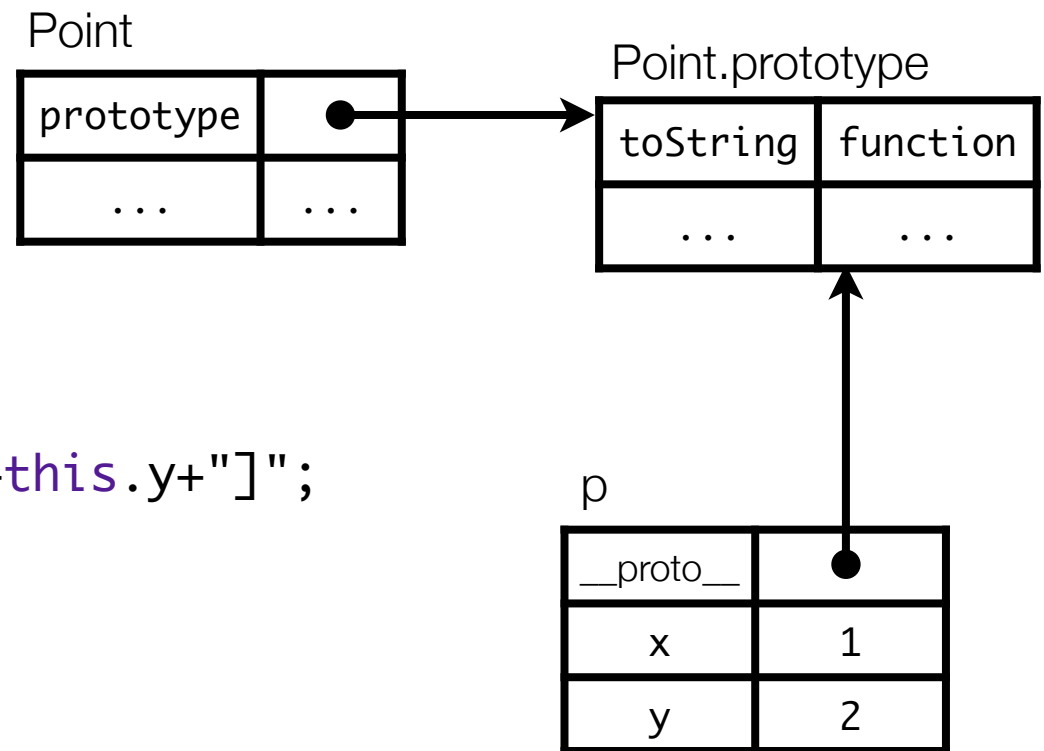 Point
prototype
... ...
Point.prototype
toString function
... ...
this.y+"]";
p
__proto__
x 1
y 2